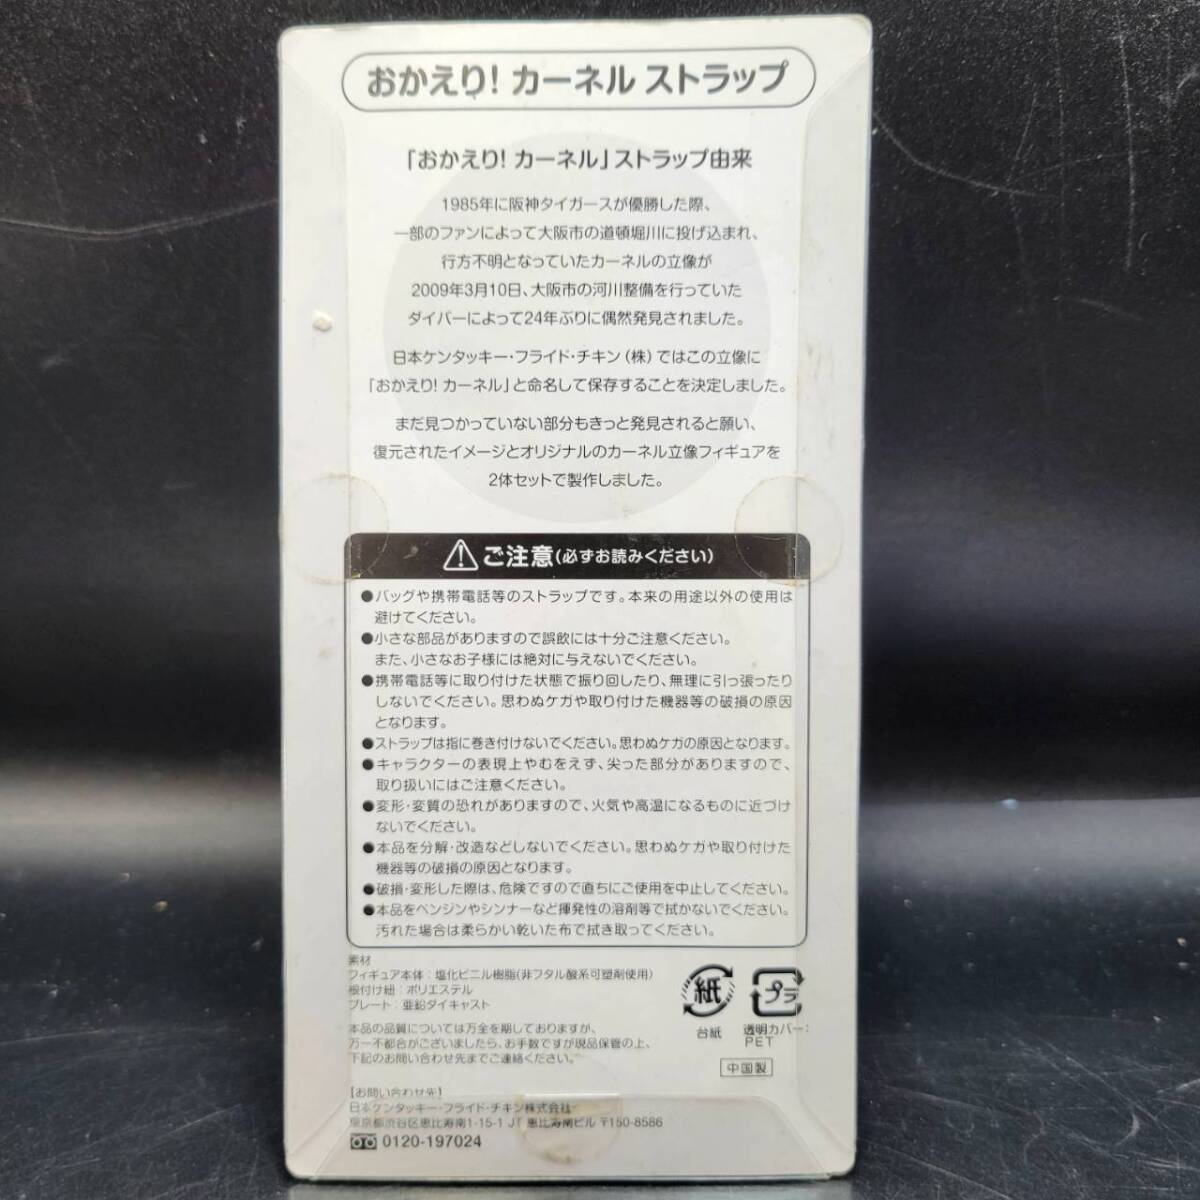 おかえり! カーネル ストラップ
「おかえり! カーネル」ストラップ由来
1985年に阪神タイガースが優勝した際、
一部のファンによって大阪市の道頓堀川に投げ込まれ、
行方不明となっていたカーネルの立像が
2009年3月10日、大阪市の河川整備を行っていた
ダイバーによって24年ぶりに偶然発見されました。
日本ケンタッキー・フライド・チキン(株)ではこの立像に
「おかえり! カーネル」と命名して保存することを決定しました。
まだ見つかっていない部分もきっと発見されると願い、
復元されたイメージとオリジナルのカーネル立像フィギュアを
2体セットで製作しました。
ご注意(必ずお読みください)
●バッグや携帯電話等のストラップです。本来の用途以外の使用は
避けてください。
●小さな部品がありますので誤飲には十分ご注意ください。
また、小さなお子様には絶対に与えないでください。
●携帯電話等に取り付けた状態で振り回したり、無理に引っ張ったり
しないでください。思わぬケガや取り付けた機器等の破損の原因
となります。
●ストラップは指に巻き付けないでください。思わぬケガの原因となります。
●キャラクターの表現上やむをえず、尖った部分がありますので、
取り扱いにはご注意ください。
●変形・変質の恐れがありますので、火気や高温になるものに近づけ
ないでください。
●本品を分解・改造などしないでください。思わぬケガや取り付けた
機器等の破損の原因となります。
●破損・変形した際は、危険ですので直ちにご使用を中止してください。
●本品をベンジンやシンナーなど揮発性の溶剤等で拭かないでください。
汚れた場合は柔らかい乾いた布で拭き取ってください。
素材
フィギュア本体：塩化ビニル樹脂(非フタル酸系可塑剤使用)
根付け紐：ポリエステル
プレート：亜鉛ダイキャスト
紙
台紙
プラ
透明カバー：
PET
本品の品質については万全を期しておりますが、
万一不都合がございましたら、お手数ですが現品保管の上、
下記のお問い合わせ先までご連絡ください。
中国製
【お問い合わせ先】
日本ケンタッキー・フライド・チキン株式会社
東京都渋谷区恵比寿南1-15-1 JT 恵比寿南ビル 〒150-8586
0120-197024